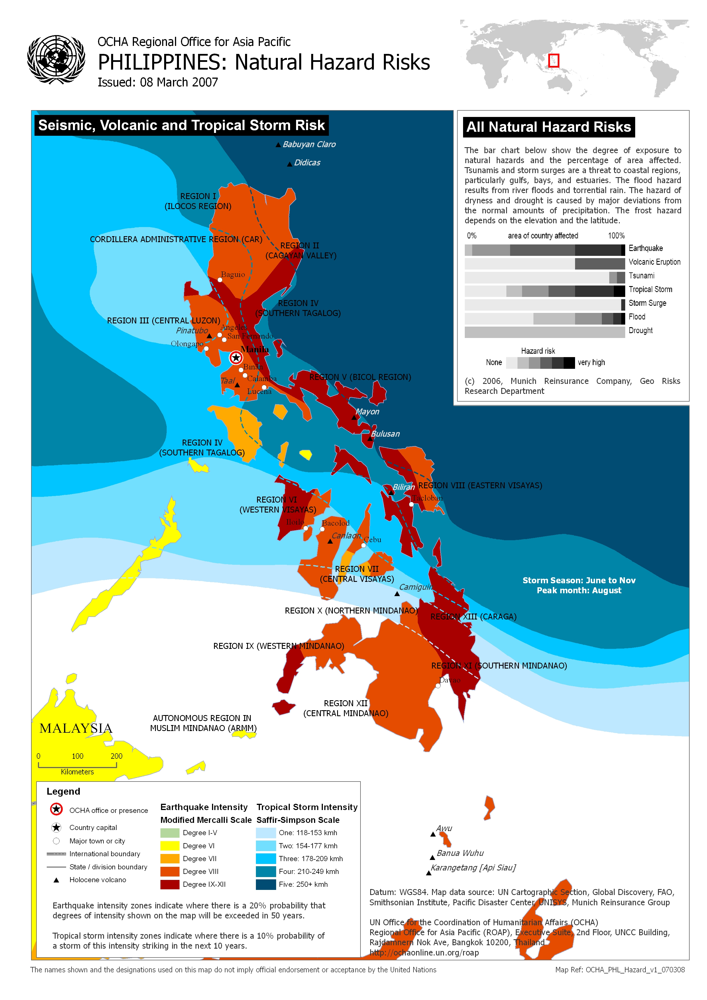 OCHA Regional Office for Asia Pacific
PHILIPPINES: Natural Hazard Risks
Issued: 08 March 2007
Seismic, Volcanic and Tropical Storm Risk
Babuyan Claro
Didicas
REGION I
(ILOCOS REGION)
CORDILLERA ADMINISTRATIVE REGION (CAR)
REGION II
(CAGAYAN VALLEY)
Baguio
REGION IV
(SOUTHERN TAGALOG)
REGION III (CENTRAL LUZON)
Angeles
Pinatubo
San Fernando
Olongapo
Manila
Binan
Calamba
Taal
Lucena
REGION V (BICOL REGION)
Mayon
Bulusan
REGION IV
(SOUTHERN TAGALOG)
Biliran
REGION VIII (EASTERN VISAYAS)
Tacloban
REGION VI
(WESTERN VISAYAS)
Iloilo
Bacolod
Canlaon
Cebu
REGION VII
(CENTRAL VISAYAS)
Camiguin
Storm Season: June to Nov
Peak month: August
REGION X (NORTHERN MINDANAO)
REGION XIII (CARAGA)
REGION IX (WESTERN MINDANAO)
REGION XI (SOUTHERN MINDANAO)
Davao
REGION XII
(CENTRAL MINDANAO)
AUTONOMOUS REGION IN
MUSLIM MINDANAO (ARMM)
MALAYSIA
0 100 200
Kilometers
Awu
Banua Wuhu
Karangetang [Api Siau]
All Natural Hazard Risks
The bar chart below show the degree of exposure to
natural hazards and the percentage of area affected.
Tsunamis and storm surges are a threat to coastal regions,
particularly gulfs, bays, and estuaries. The flood hazard
results from river floods and torrential rain. The hazard of
dryness and drought is caused by major deviations from
the normal amounts of precipitation. The frost hazard
depends on the elevation and the latitude.
0% area of country affected 100%
Earthquake
Volcanic Eruption
Tsunami
Tropical Storm
Storm Surge
Flood
Drought
Hazard risk
None very high
(c) 2006, Munich Reinsurance Company, Geo Risks
Research Department
Legend
OCHA office or presence
Country capital
Major town or city
International boundary
State / division boundary
Holocene volcano
Earthquake Intensity
Modified Mercalli Scale
Degree I-V
Degree VI
Degree VII
Degree VIII
Degree IX-XII
Tropical Storm Intensity
Saffir-Simpson Scale
One: 118-153 kmh
Two: 154-177 kmh
Three: 178-209 kmh
Four: 210-249 kmh
Five: 250+ kmh
Earthquake intensity zones indicate where there is a 20% probability that
degrees of intensity shown on the map will be exceeded in 50 years.
Tropical storm intensity zones indicate where there is a 10% probability of
a storm of this intensity striking in the next 10 years.
Datum: WGS84. Map data source: UN Cartographic Section, Global Discovery, FAO,
Smithsonian Institute, Pacific Disaster Center, UNISYS, Munich Reinsurance Group
UN Office for the Coordination of Humanitarian Affairs (OCHA)
Regional Office for Asia Pacific (ROAP), Executive Suite, 2nd Floor, UNCC Building,
Rajdamnern Nok Ave, Bangkok 10200, Thailand
http://ochaonline.un.org/roap
The names shown and the designations used on this map do not imply official endorsement or acceptance by the United Nations
Map Ref: OCHA_PHL_Hazard_v1_070308